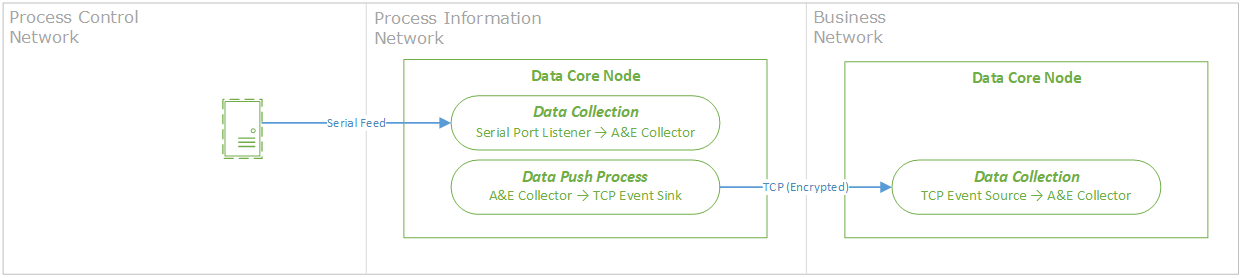 Process Control
Network
Process Information
Network
Business
Network
Data Core Node
Data Collection
Serial Port Listener → A&E Collector
Serial Feed
Data Push Process
A&E Collector → TCP Event Sink
TCP (Encrypted)
Data Core Node
Data Collection
TCP Event Source → A&E Collector